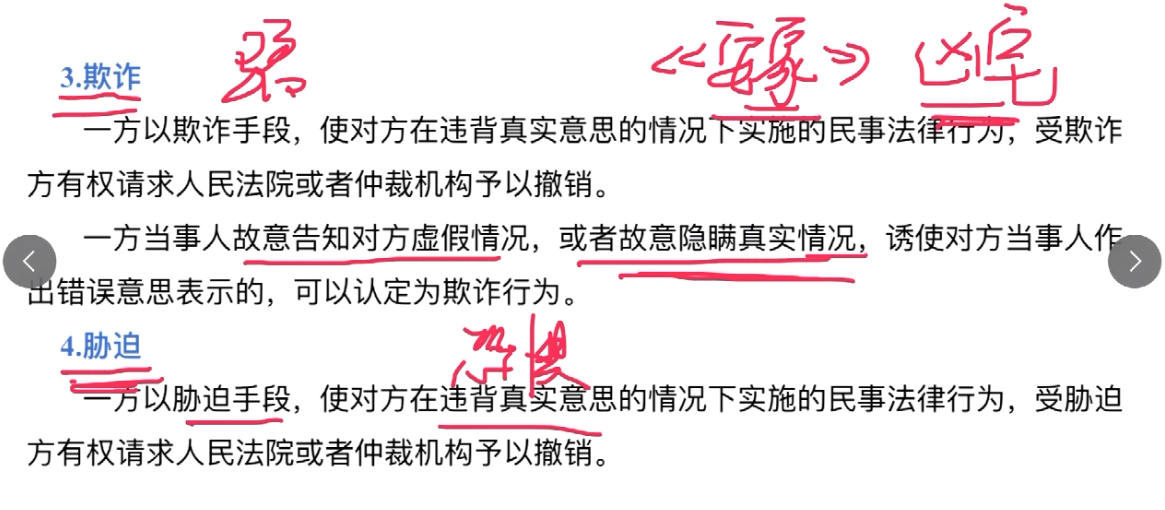 《安家》 凶宅
3.欺诈
一方以欺诈手段，使对方在违背真实意思的情况下实施的民事法律行为，受欺诈
方有权请求人民法院或者仲裁机构予以撤销。
一方当事人故意告知对方虚假情况，或者故意隐瞒真实情况，诱使对方当事人作
出错误意思表示的，可以认定为欺诈行为。
4.胁迫
恐惧
一方以胁迫手段，使对方在违背真实意思的情况下实施的民事法律行为，受胁迫
方有权请求人民法院或者仲裁机构予以撤销。